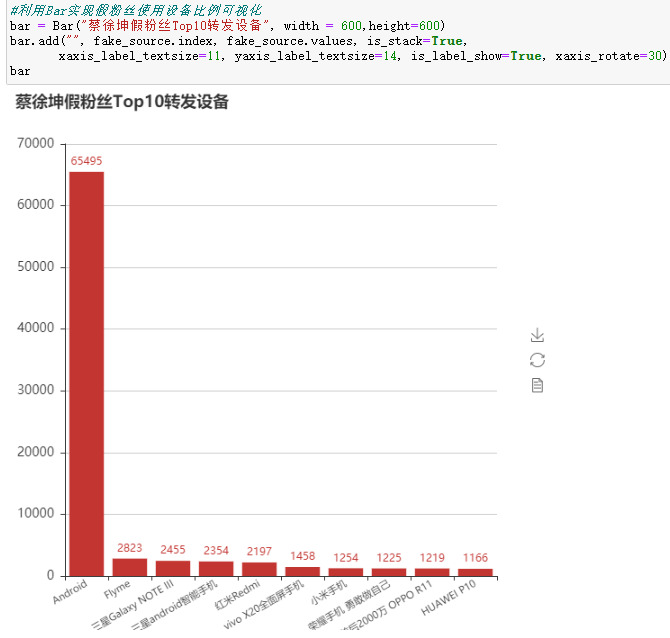 #利用Bar实现假粉丝使用设备比例可视化
bar = Bar("蔡徐坤假粉丝Top10转发设备", width = 600,height=600)
bar.add("", fake_source.index, fake_source.values, is_stack=True,
xaxis_label_textsize=11, yaxis_label_textsize=14, is_label_show=True, xaxis_rotate=30)
bar
蔡徐坤假粉丝Top10转发设备
70000
60000
50000
40000
30000
20000
10000
0
65495
2823
2455
2354
2197
1458
1254
1225
1219
1166
Android
Flyme
三星Galaxy NOTE III
三星android智能手机
红米Redmi
vivo X20全面屏手机
小米手机
荣耀手机 勇敢做自己
后2000万 OPPO R11
HUAWEI P10